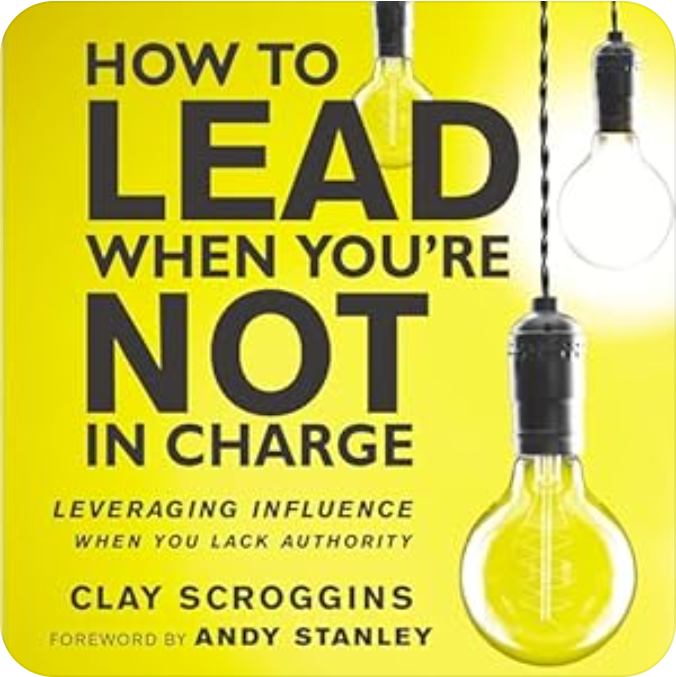 HOW TO
LEAD
WHEN YOU'RE
NOT
IN CHARGE
LEVERAGING INFLUENCE
WHEN YOU LACK AUTHORITY
CLAY SCROGGINS
FOREWORD BY ANDY STANLEY